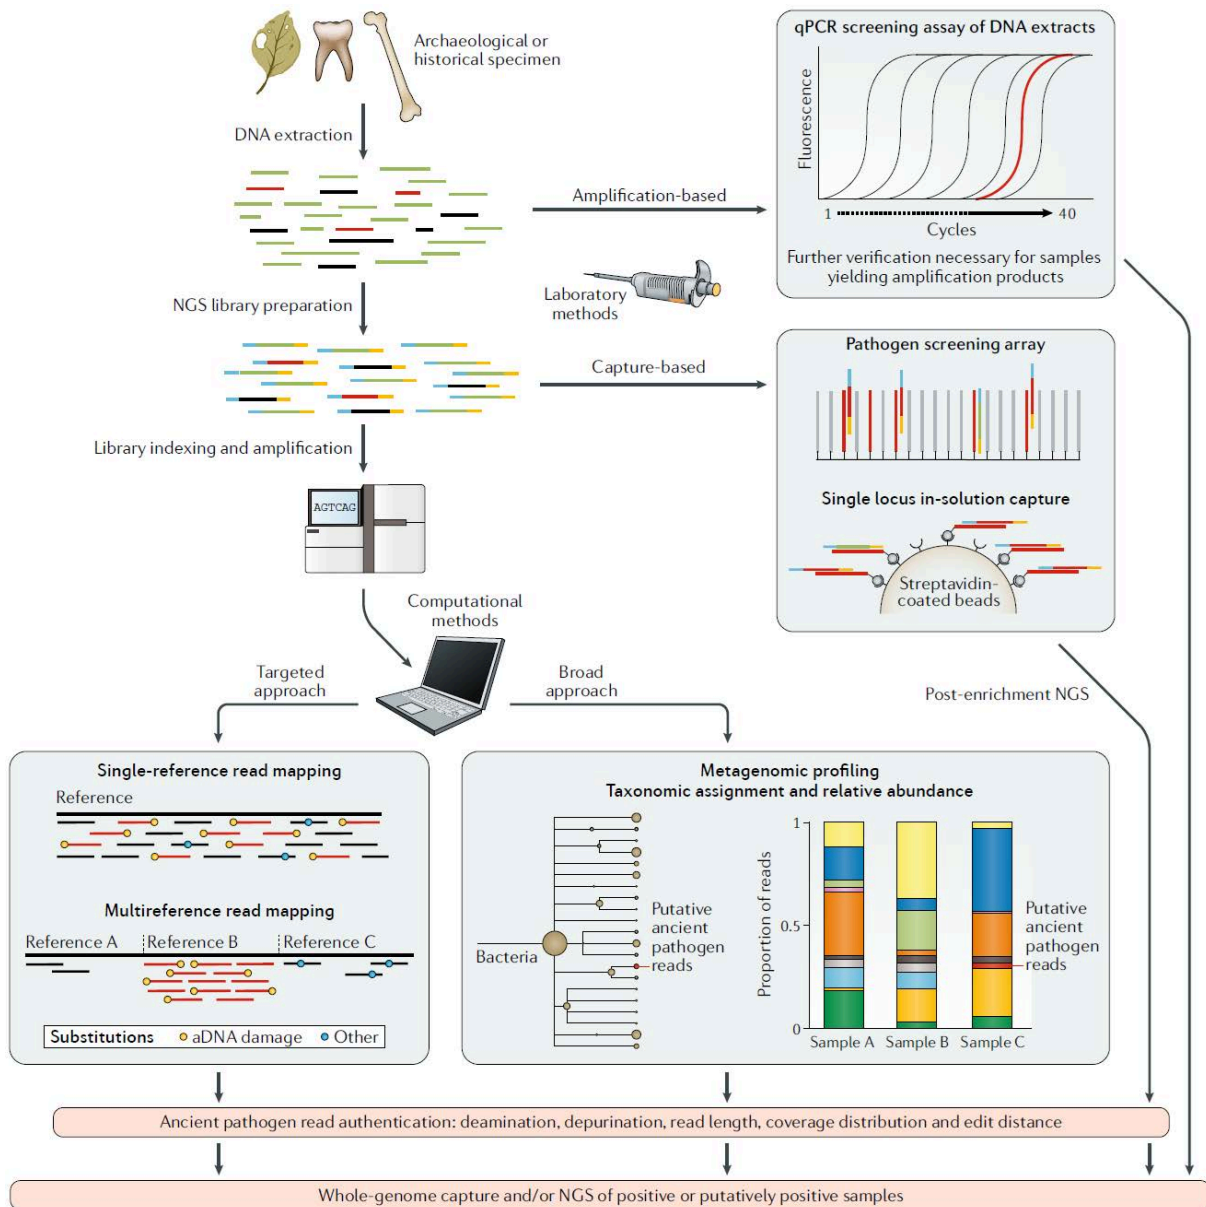 Archaeological or
historical specimen
DNA extraction
Amplification-based
qPCR screening assay of DNA extracts
Fluorescence
1
40
Cycles
Further verification necessary for samples
yielding amplification products
NGS library preparation
Laboratory
methods
Capture-based
Pathogen screening array
Library indexing and amplification
AGTCAG
Single locus in-solution capture
Streptavidin-
coated beads
Computational
methods
Targeted
approach
Broad
approach
Post-enrichment NGS
Single-reference read mapping
Reference
Multireference read mapping
Reference A
Reference B
Reference C
Substitutions
aDNA damage
Other
Metagenomic profiling
Taxonomic assignment and relative abundance
Bacteria
Putative
ancient
pathogen
reads
Proportion of reads
1
0.5
0
Sample A
Sample B
Sample C
Putative
ancient
pathogen
reads
Ancient pathogen read authentication: deamination, depurination, read length, coverage distribution and edit distance
Whole-genome capture and/or NGS of positive or putatively positive samples